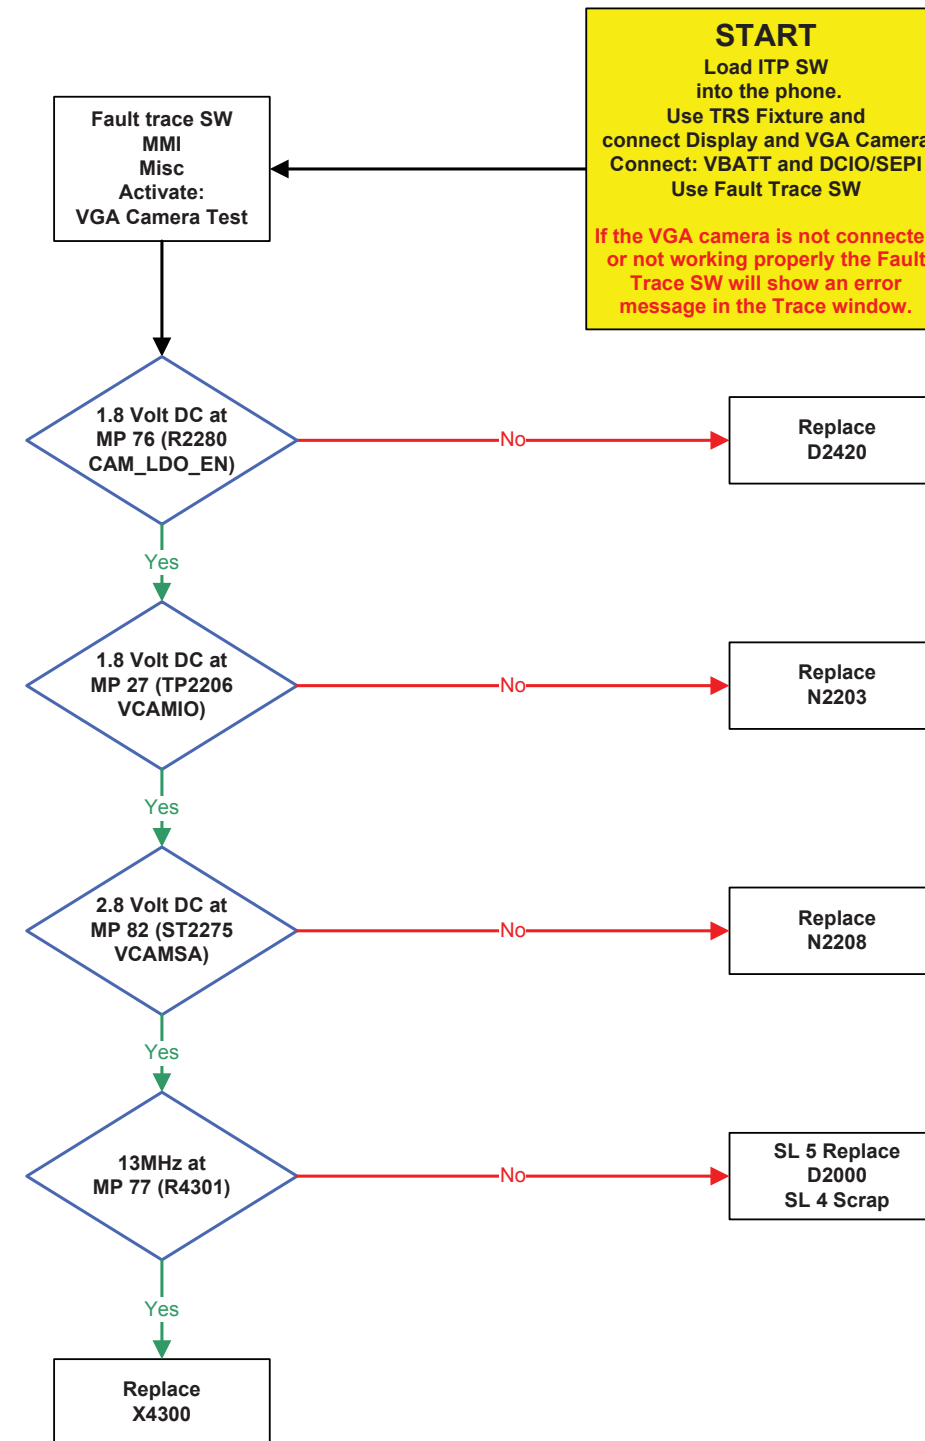 START
Load ITP SW
into the phone.
Use TRS Fixture and
connect Display and VGA Camera
Connect: VBATT and DCIO/SEPI
Use Fault Trace SW
If the VGA camera is not connecte
or not working properly the Fault
Trace SW will show an error
message in the Trace window.
Fault trace SW
MMI
Misc
Activate:
VGA Camera Test
1.8 Volt DC at
MP 76 (R2280
CAM_LDO_EN)
No
Replace
D2420
Yes
1.8 Volt DC at
MP 27 (TP2206
VCAMIO)
No
Replace
N2203
Yes
2.8 Volt DC at
MP 82 (ST2275
VCAMSA)
No
Replace
N2208
Yes
13MHz at
MP 77 (R4301)
No
SL 5 Replace
D2000
SL 4 Scrap
Yes
Replace
X4300